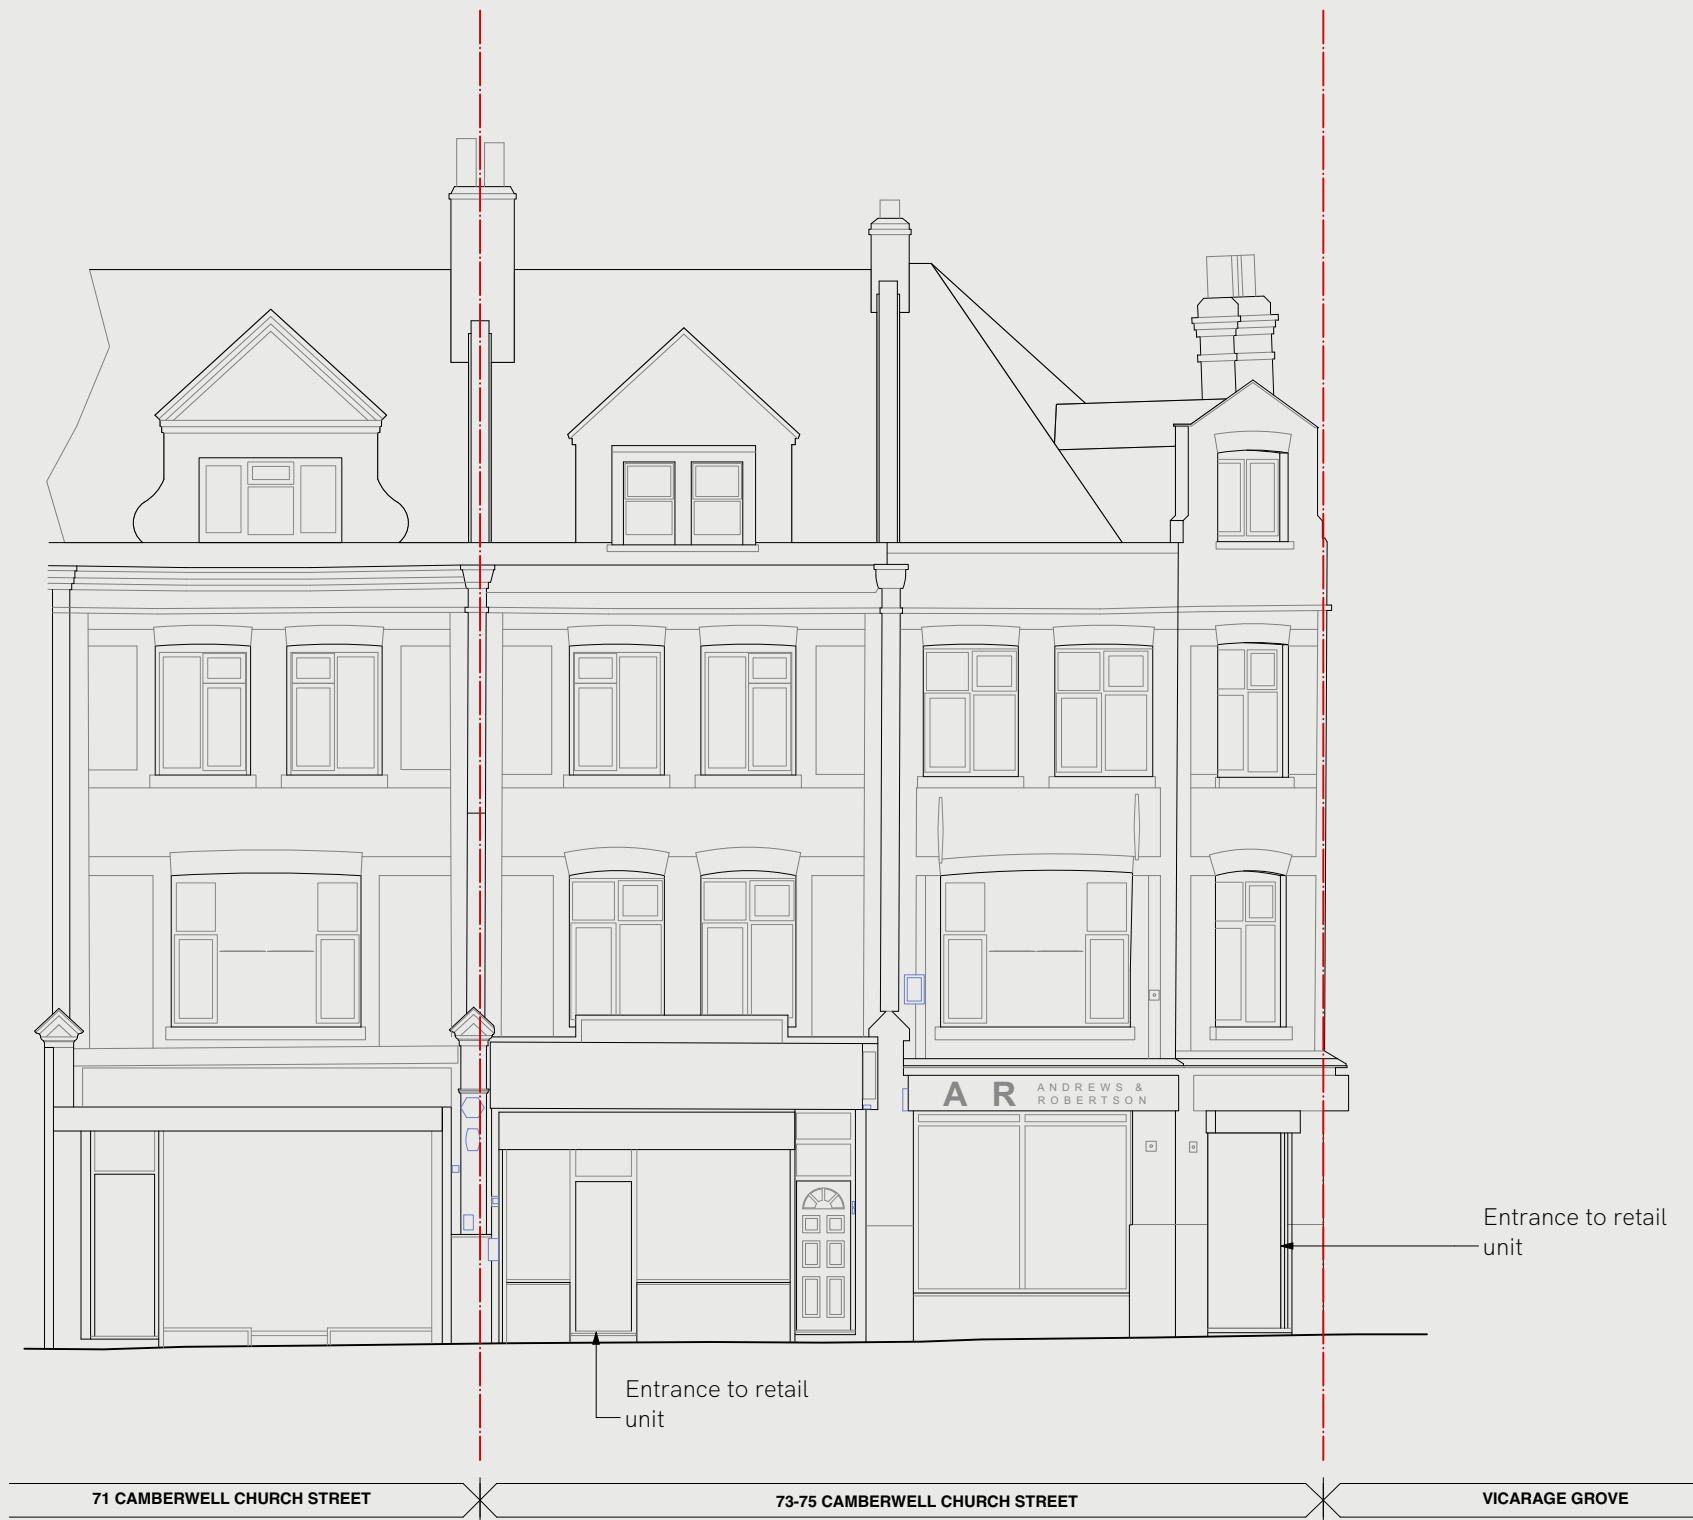 A R
ANDREWS &
ROBERTSON
Entrance to retail
unit
Entrance to retail
unit
71 CAMBERWELL CHURCH STREET
73-75 CAMBERWELL CHURCH STREET
VICARAGE GROVE